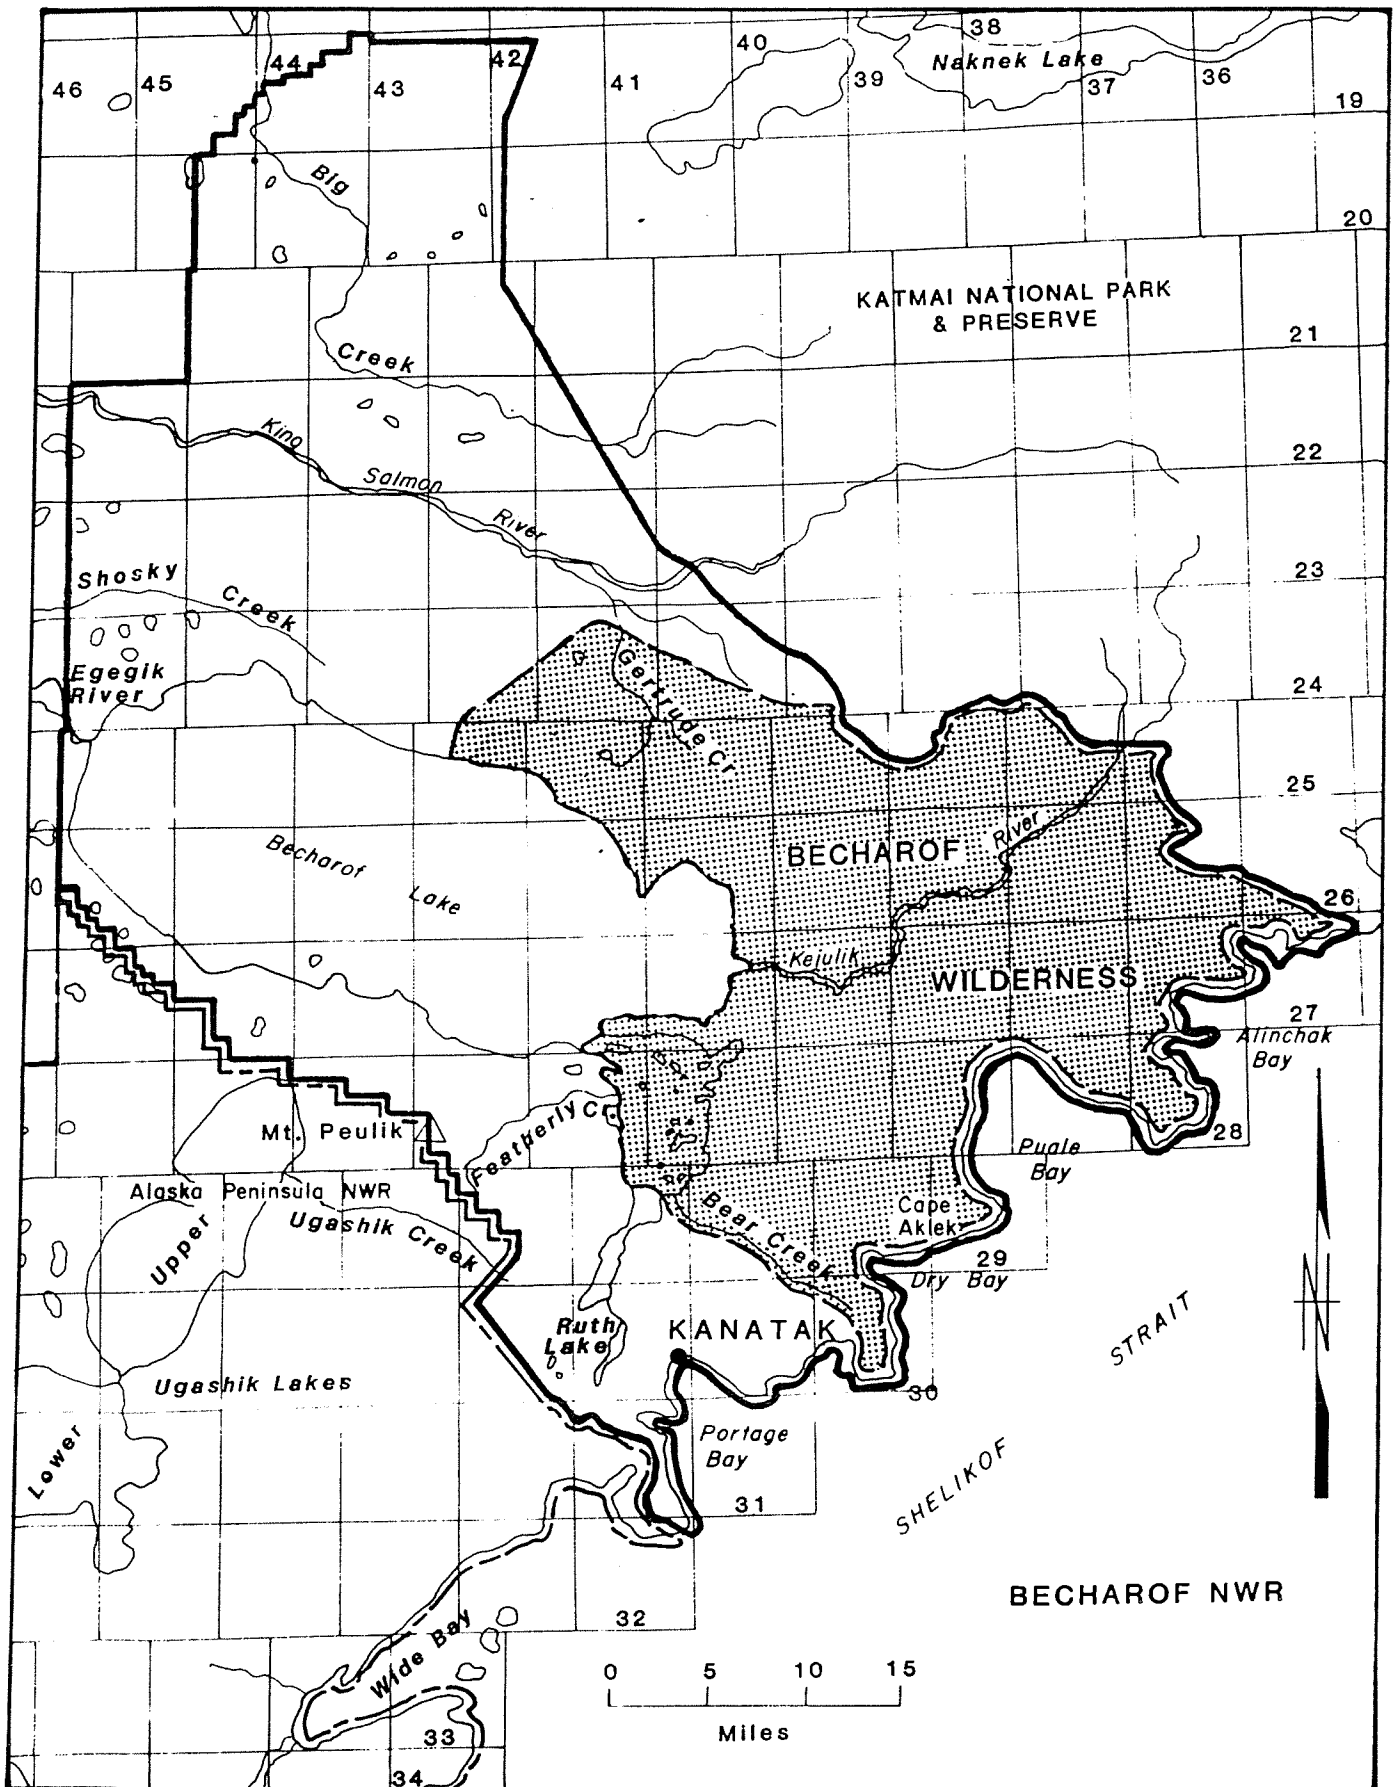 38
40
42
44
Naknek Lake
36
39
37
46
45
43
41
19
Big
20
KATMAI NATIONAL PARK
& PRESERVE
21
Creek
King
22
Salmon
River
Shosky
23
Creek
Egegik
River
Gertrude Cr
24
25
River
BECHAROF
Becharof
Lake
26
Kejulik
WILDERNESS
27
Alinchak
Bay
Featherly Cr.
Mt. Peulik
28
Puale
Bay
Alaska Peninsula NWR
Bear Creek
Cape
Aklek
Ugashik Creek
Upper
29
Dry Bay
Ruth
Lake
KANATAK
STRAIT
Ugashik Lakes
30
Portage
Bay
Lower
SHELIKOF
31
BECHAROF NWR
32
Wide Bay
0 5 10 15
Miles
33
34
N